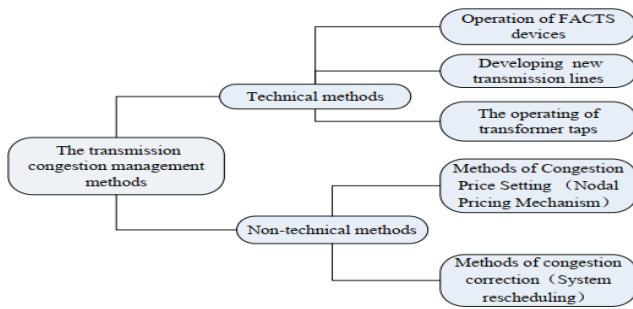 Operation of FACTS
devices
Developing new
transmission lines
Technical methods
The operating of
transformer taps
The transmission
congestion management
methods
Methods of Congestion
Price Setting （Nodal
Pricing Mechanism）
Non-technical methods
Methods of congestion
correction（System
rescheduling）